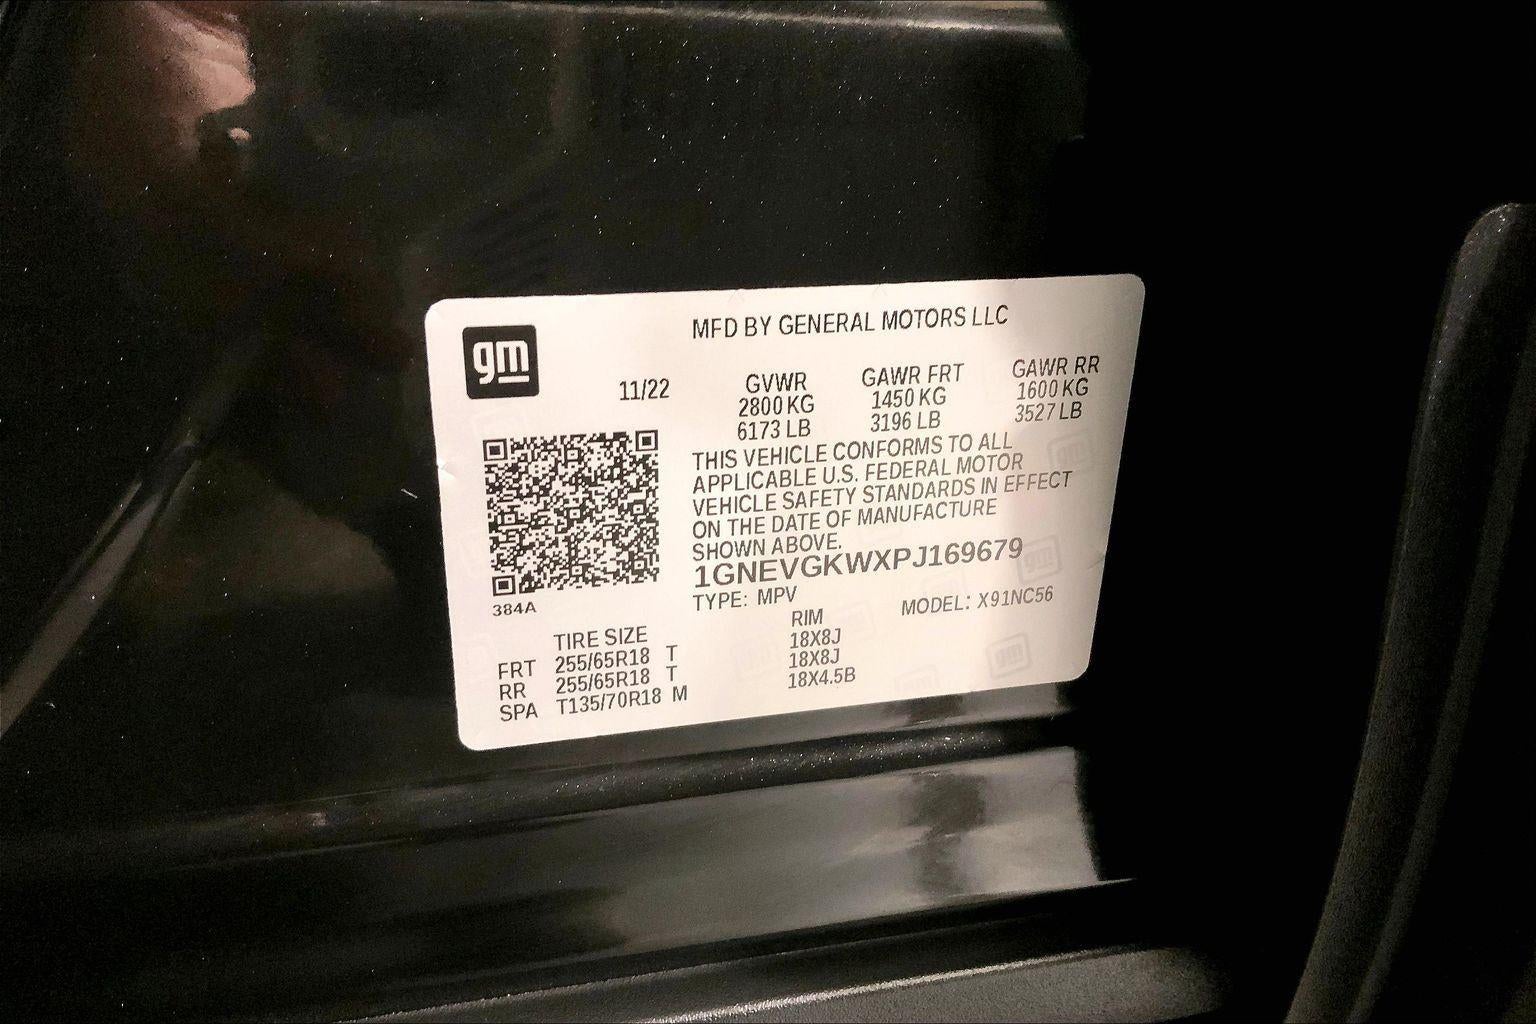 gm
MFD BY GENERAL MOTORS LLC
11/22
GVWR GAWR FRT GAWR RR
2800 KG 1450 KG 1600 KG
6173 LB 3196 LB 3527 LB
THIS VEHICLE CONFORMS TO ALL
APPLICABLE U.S. FEDERAL MOTOR
VEHICLE SAFETY STANDARDS IN EFFECT
ON THE DATE OF MANUFACTURE
SHOWN ABOVE.
1GNEVGKWXPJ169679
384A
TYPE: MPV MODEL: X91NC56
TIRE SIZE RIM
FRT 255/65R18 T 18X8J
RR 255/65R18 T 18X8J
SPA T135/70R18 M 18X4.5B